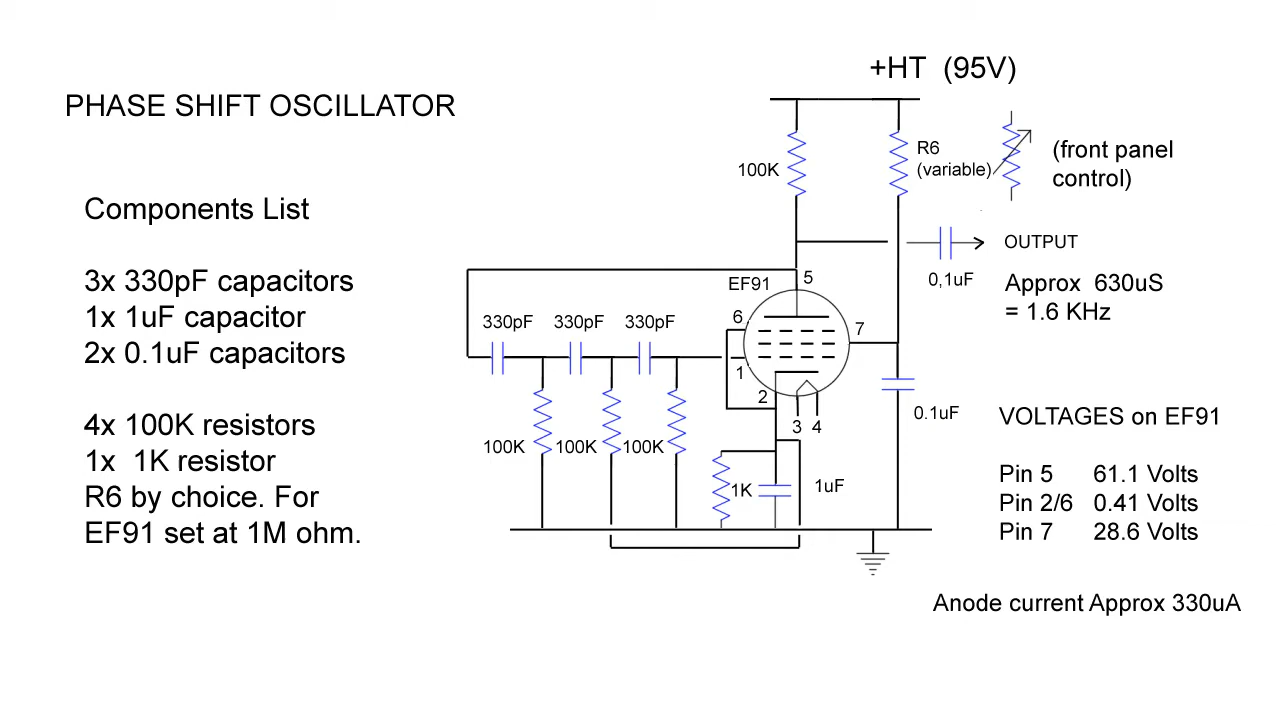 +HT (95V)
PHASE SHIFT OSCILLATOR
R6
(variable)
(front panel
control)
100K
Components List
OUTPUT
EF91
5
0,1uF
Approx 630uS
= 1.6 KHz
3x 330pF capacitors
1x 1uF capacitor
2x 0.1uF capacitors
330pF 330pF 330pF
6
7
1
2
3 4
0.1uF
VOLTAGES on EF91
4x 100K resistors
1x 1K resistor
R6 by choice. For
EF91 set at 1M ohm.
100K 100K 100K
1K
1uF
Pin 5 61.1 Volts
Pin 2/6 0.41 Volts
Pin 7 28.6 Volts
Anode current Approx 330uA